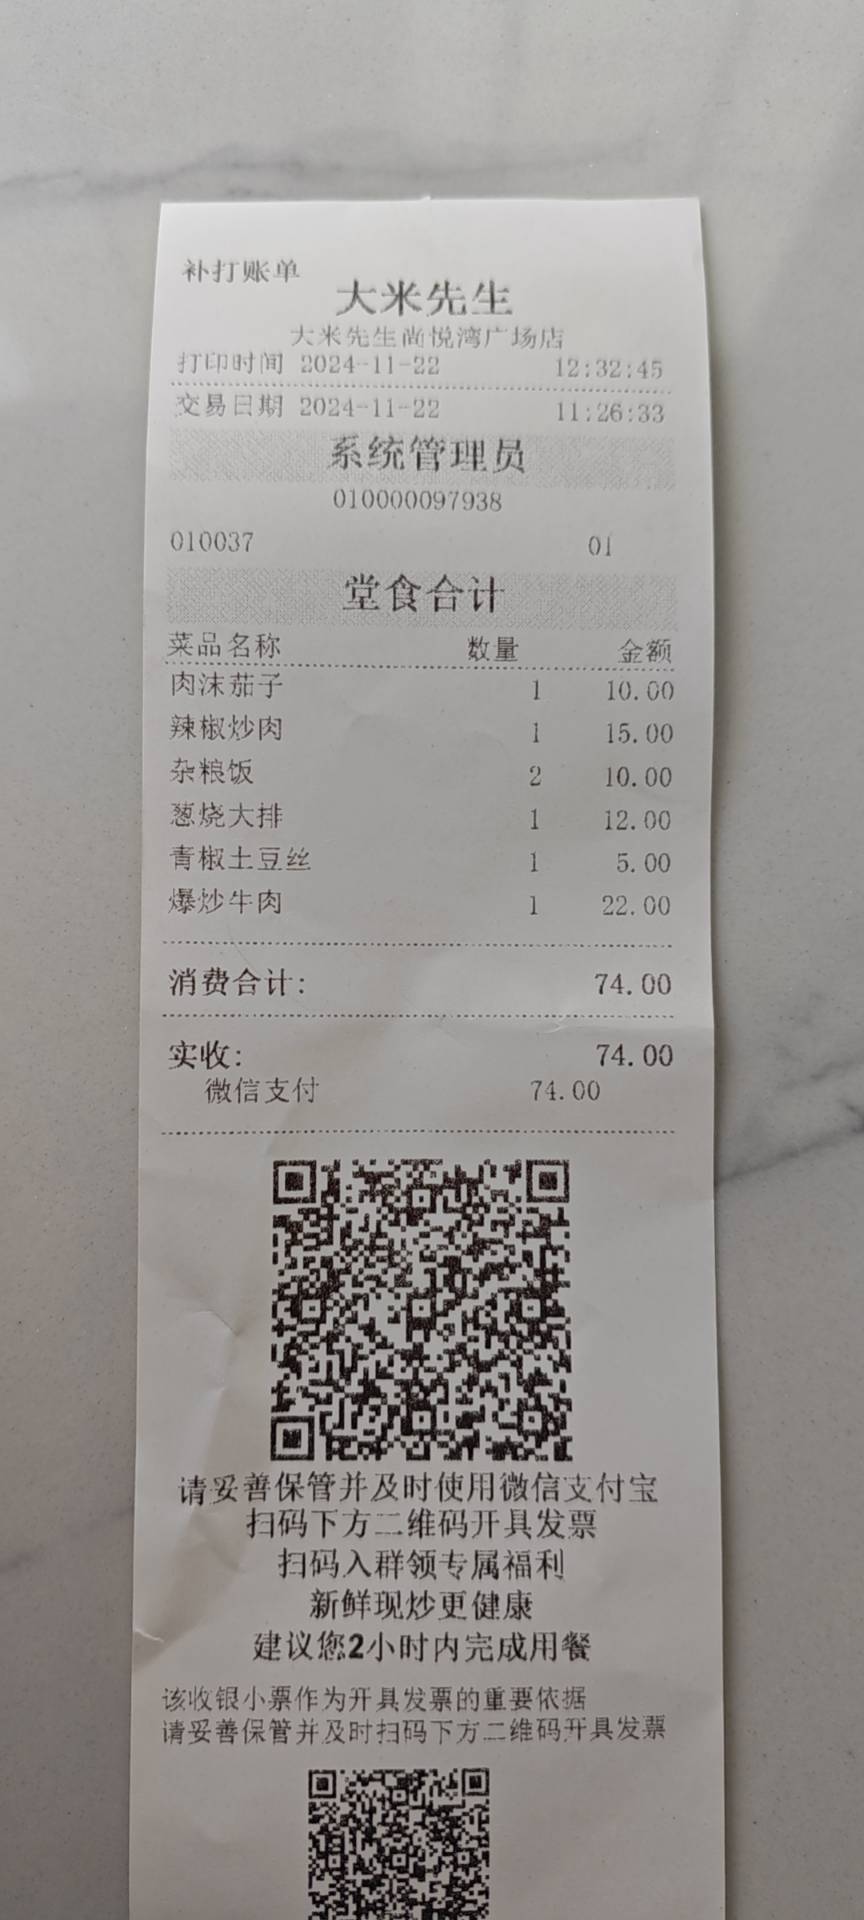 补打账单
大米先生
大米先生尚悦湾广场店
打印时间 2024-11-22 12:32:45
交易日期 2024-11-22 11:26:33
系统管理员
010000097938
010037 01
堂食合计
菜品名称 数量 金额
肉沫茄子 1 10.00
辣椒炒肉 1 15.00
杂粮饭 2 10.00
葱烧大排 1 12.00
青椒土豆丝 1 5.00
爆炒牛肉 1 22.00
消费合计: 74.00
实收: 74.00
微信支付 74.00
请妥善保管并及时使用微信支付宝
扫码下方二维码开具发票
扫码入群领专属福利
新鲜现炒更健康
建议您2小时内完成用餐
该收银小票作为开具发票的重要依据
请妥善保管并及时扫码下方二维码开具发票